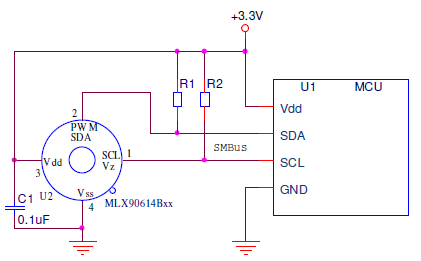 +3.3V
R1 R2
U1 MCU
Vdd
2
PWM
SDA
SDA
SMBus
SCL 1
Vz
Vdd
SCL
3
Vss
GND
C1
U2
4
MLX90614Bxx
0.1uF